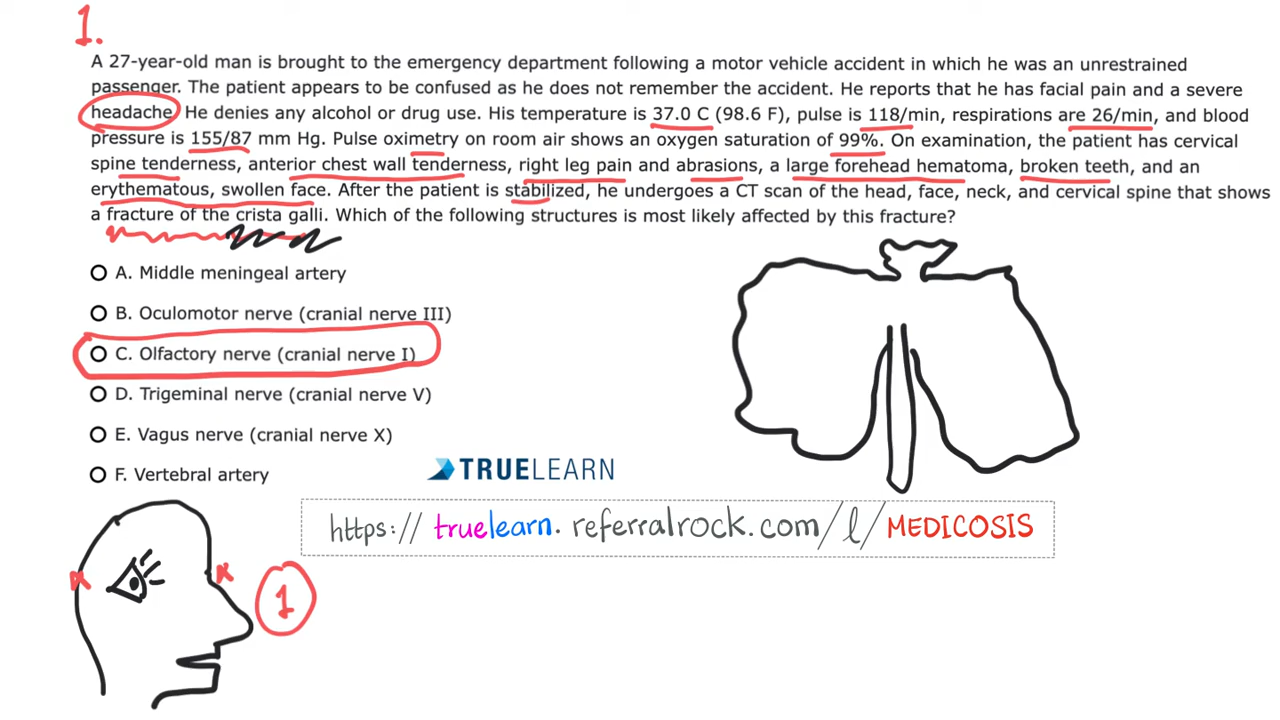 1.
A 27-year-old man is brought to the emergency department following a motor vehicle accident in which he was an unrestrained
passenger. The patient appears to be confused as he does not remember the accident. He reports that he has facial pain and a severe
headache. He denies any alcohol or drug use. His temperature is 37.0 C (98.6 F), pulse is 118/min, respirations are 26/min, and blood
pressure is 155/87 mm Hg. Pulse oximetry on room air shows an oxygen saturation of 99%. On examination, the patient has cervical
spine tenderness, anterior chest wall tenderness, right leg pain and abrasions, a large forehead hematoma, broken teeth, and an
erythematous, swollen face. After the patient is stabilized, he undergoes a CT scan of the head, face, neck, and cervical spine that shows
a fracture of the crista galli. Which of the following structures is most likely affected by this fracture?
A. Middle meningeal artery
B. Oculomotor nerve (cranial nerve III)
C. Olfactory nerve (cranial nerve I)
D. Trigeminal nerve (cranial nerve V)
E. Vagus nerve (cranial nerve X)
F. Vertebral artery
TRUELEARN
https://truelearn.referralrock.com/l/MEDICOSIS
1